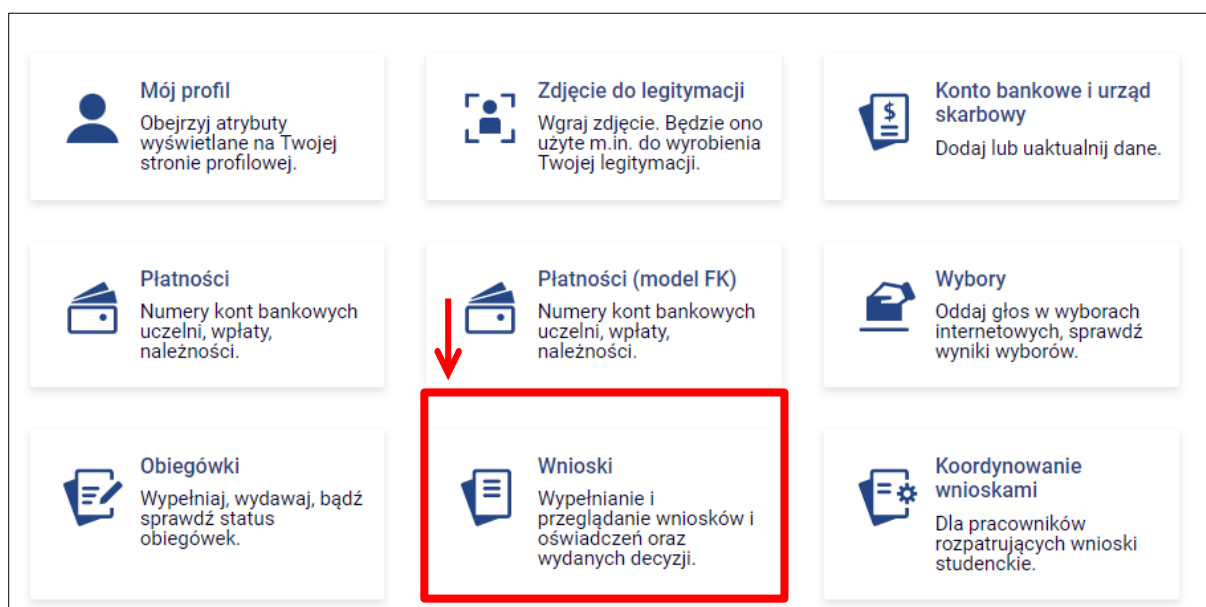 Mój profil
Obejrzyj atrybuty
wyświetlane na Twojej
stronie profilowej.
Zdjęcie do legitymacji
Wgraj zdjęcie. Będzie ono
użyte m.in. do wyrobienia
Twojej legitymacji.
Konto bankowe i urząd
skarbowy
Dodaj lub uaktualnij dane.
Płatności
Numery kont bankowych
uczelni, wpłaty,
należności.
Płatności (model FK)
Numery kont bankowych
uczelni, wpłaty,
należności.
Wybory
Oddaj głos w wyborach
internetowych, sprawdź
wyniki wyborów.
Obiegówki
Wypełniaj, wydawaj, bądź
sprawdź status
obiegówek.
Wnioski
Wypełnianie i
przeglądanie wniosków i
oświadczeń oraz
wydanych decyzji.
Koordynowanie
wnioskami
Dla pracowników
rozpatrujących wnioski
studenckie.